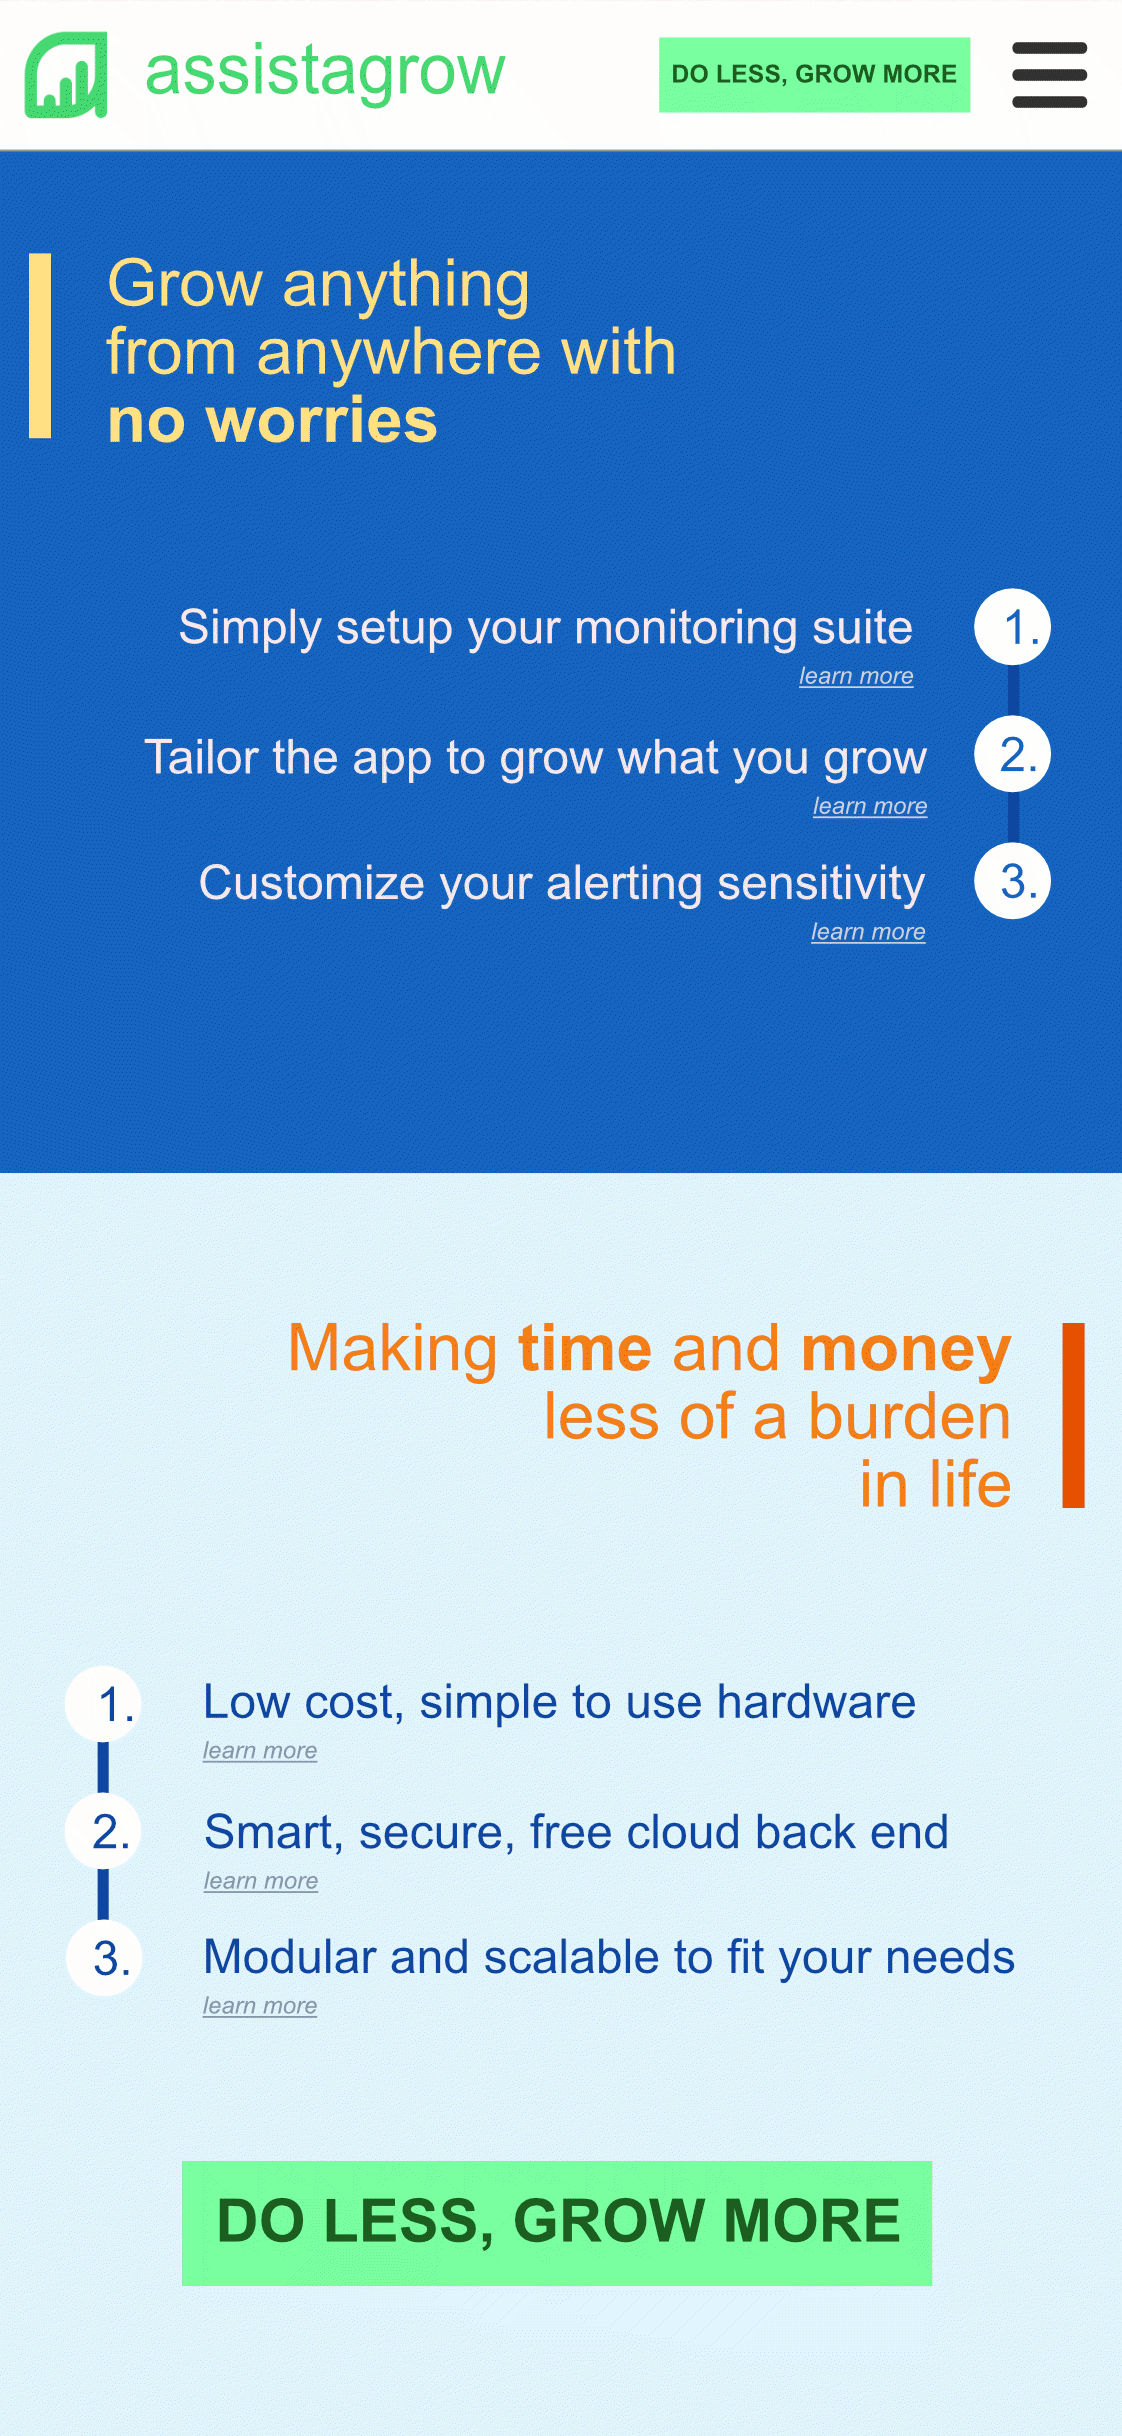 assistagrow
DO LESS, GROW MORE
Grow anything
from anywhere with
no worries
Simply setup your monitoring suite
1.
learn more
Tailor the app to grow what you grow
2.
learn more
Customize your alerting sensitivity
3.
learn more
Making time and money
less of a burden
in life
1.
Low cost, simple to use hardware
learn more
2.
Smart, secure, free cloud back end
learn more
3.
Modular and scalable to fit your needs
learn more
DO LESS, GROW MORE